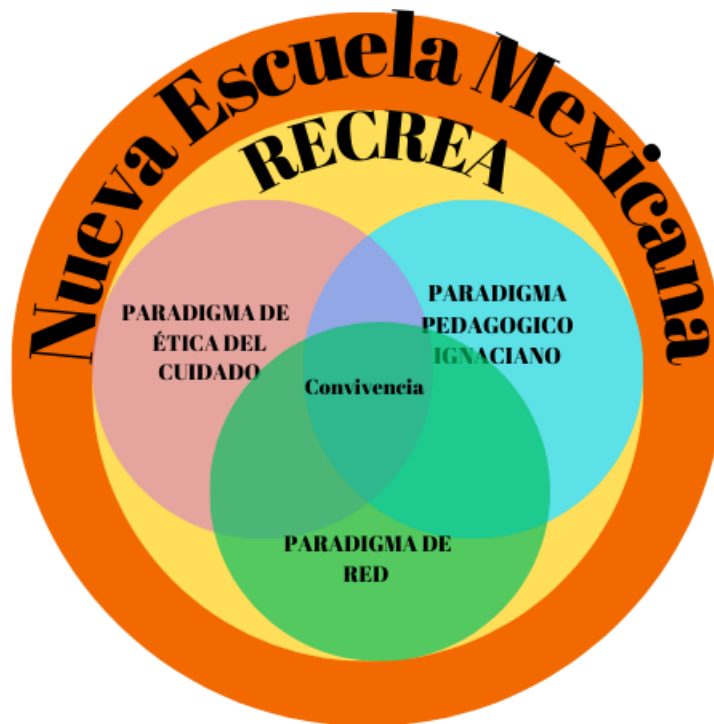 Nueva Escuela Mexicana
RECREA
PARADIGMA DE
ÉTICA DEL
CUIDADO
PARADIGMA
PEDAGOGICO
IGNACIANO
Convivencia
PARADIGMA DE
RED